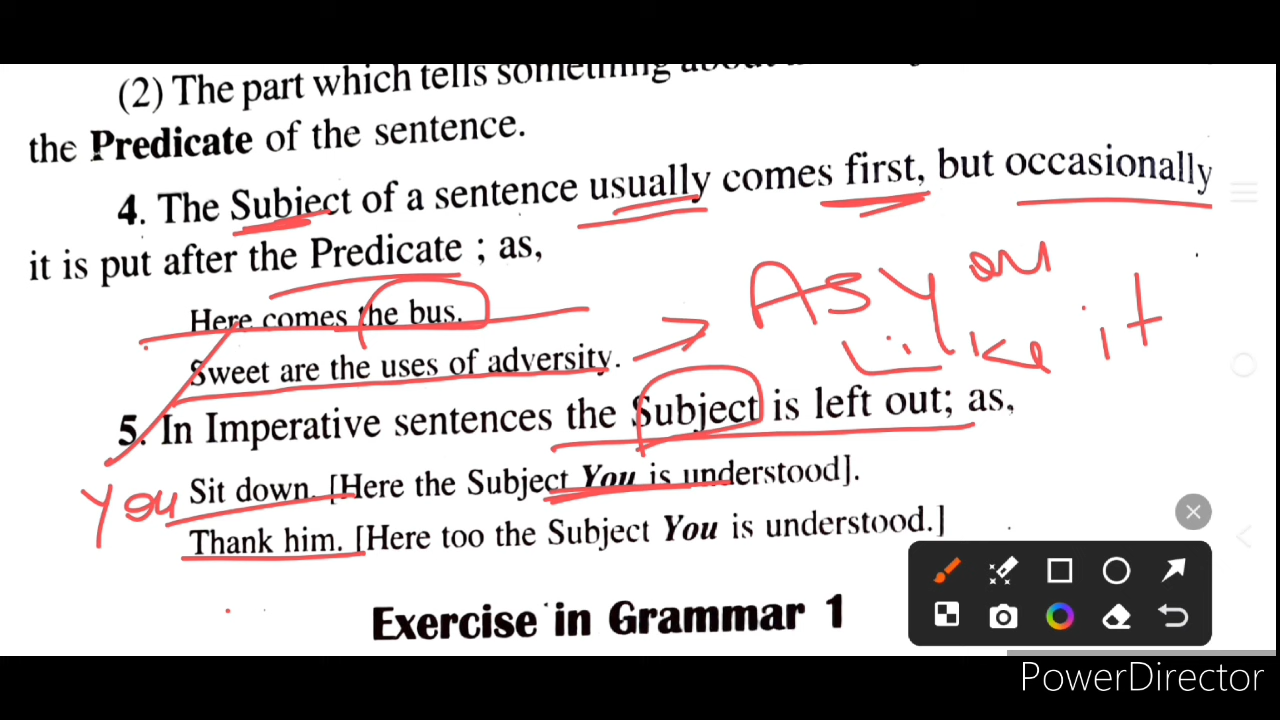 (2) The part which tells something about
the Predicate of the sentence.
4. The Subject of a sentence usually comes first, but occasionally
it is put after the Predicate ; as,
Here comes the bus.
Sweet are the uses of adversity.
As you
Like it
5. In Imperative sentences the Subject is left out; as,
You
Sit down. [Here the Subject You is understood].
Thank him. [Here too the Subject You is understood.]
Exercise in Grammar 1
PowerDirector